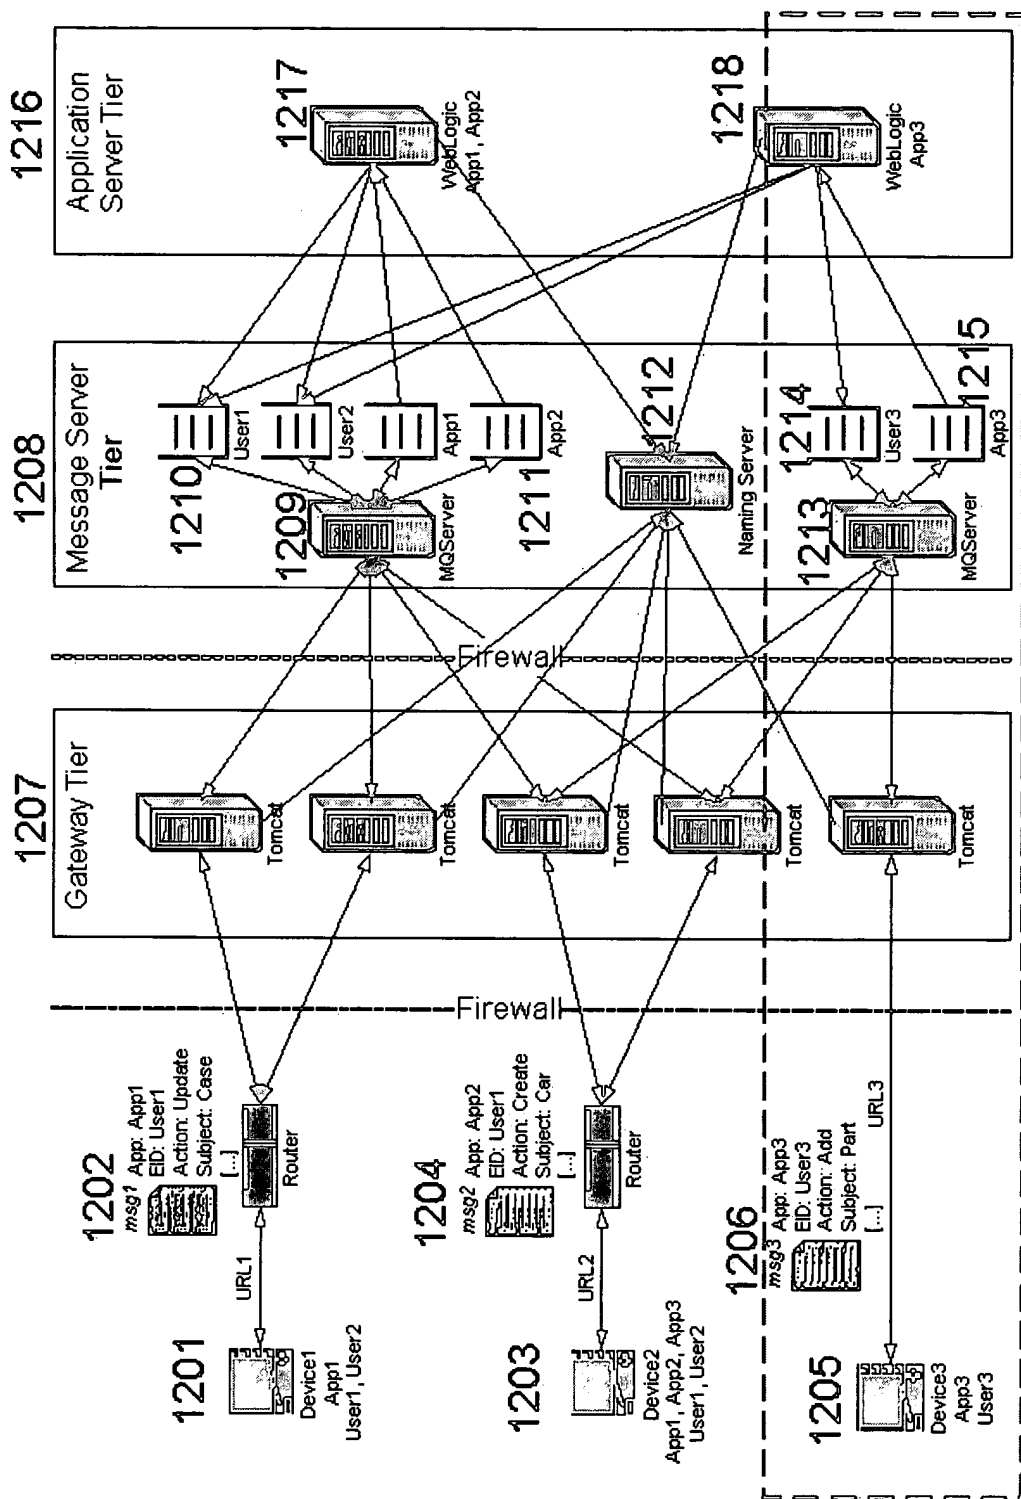 1201
Device1
App1
User1, User2
URL1
1202
msg1 App: App1
EID: User1
Action: Update
Subject: Case
[...]
Router
1203
Device2
App1, App2, App3
User1, User2
URL2
1204
msg2 App: App2
EID: User1
Action: Create
Subject: Car
[...]
Router
1205
Device3
App3
User3
1206
msg3 App: App3
EID: User3
Action: Add
Subject: Part
[...]
URL3
Firewall
1207
Gateway Tier
Tomcat
Tomcat
Tomcat
Tomcat
Tomcat
Firewall
1208
Message Server
Tier
1209
MQServer
1210
User1
User2
App1
1211
App2
1212
Naming Server
1213
MQServer
1214
User3
1215
App3
1216
Application
Server Tier
1217
WebLogic
App1, App2
1218
WebLogic
App3